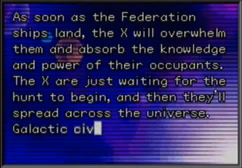 As soon as the Federation
ships land, the X will overwhelm
them and absorb the knowledge
and power of their occupants.
The X are just waiting for the
hunt to begin, and then they'll
spread across the universe.
Galactic civ